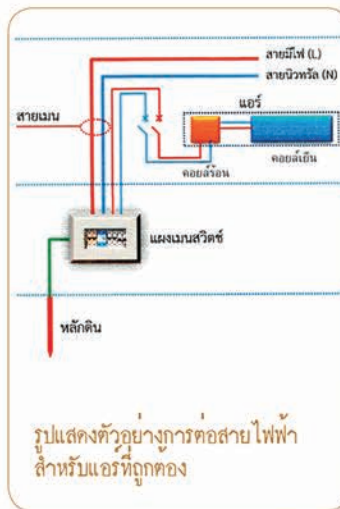 สายมีไฟ (L)
สายนิวทรัล (N)
แอร์
สายเมน
คอยล์ร้อน
คอยล์เย็น
แผงเมนสวิตช์
หลักดิน
รูปแสดงตัวอย่างการต่อสายไฟฟ้า
สำหรับแอร์ที่ถูกต้อง